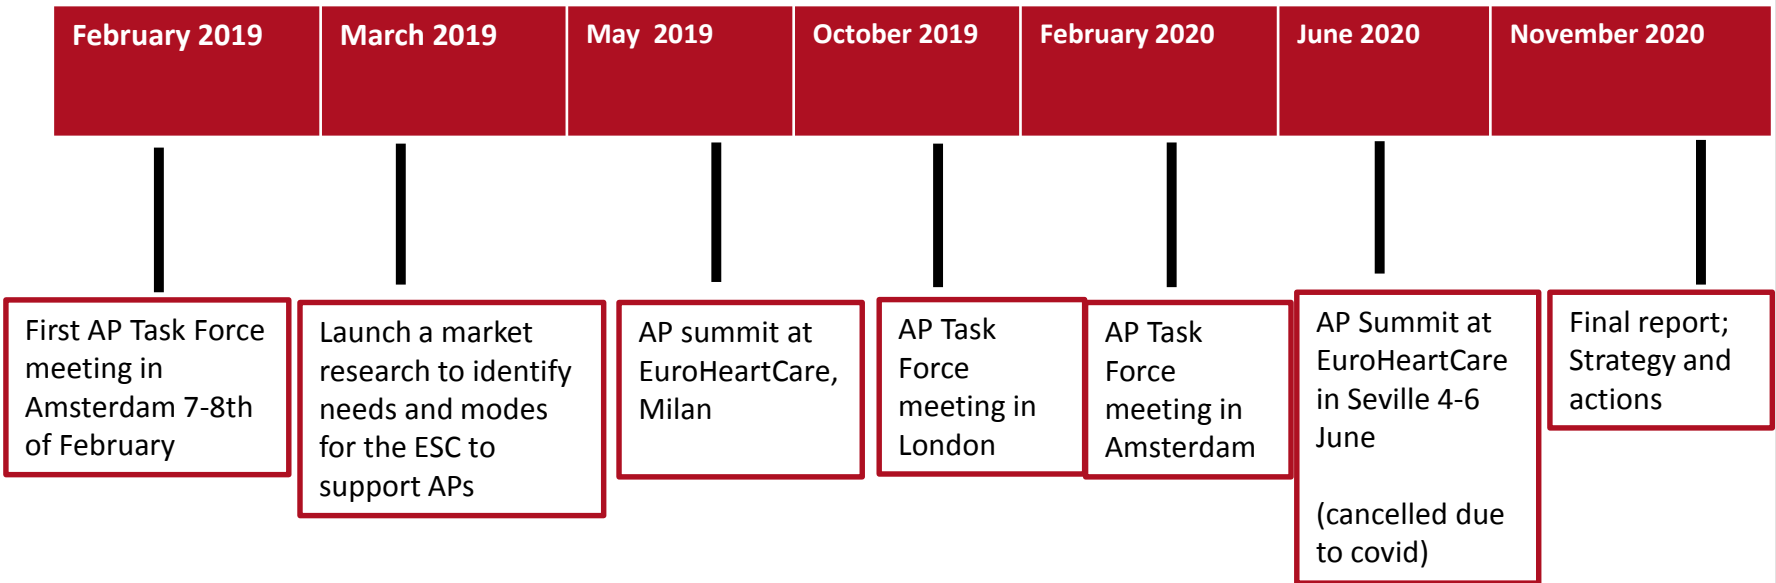 February 2019
March 2019
May  2019
October 2019
February 2020
June 2020
November 2020
First AP Task Force
meeting in
Amsterdam 7-8th
of February
Launch a market
research to identify
needs and modes
for the ESC to
support APs
AP summit at
EuroHeartCare,
Milan
AP Task
Force
meeting in
London
AP Task
Force
meeting in
Amsterdam
AP Summit at
EuroHeartCare
in Seville 4-6
June
(cancelled due
to covid)
Final report;
Strategy and
actions